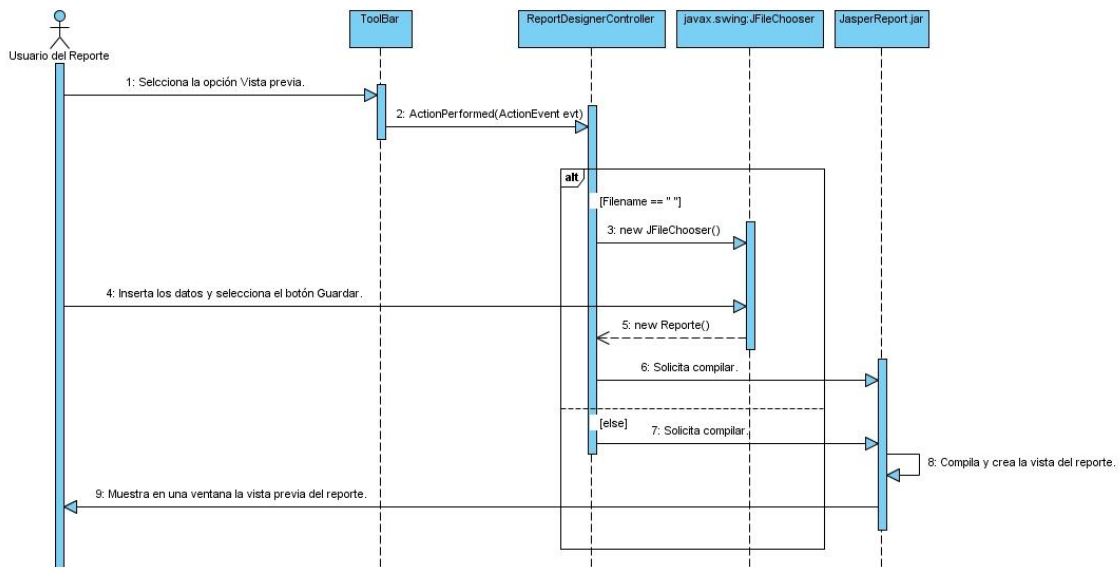 ToolBar
ReportDesignerController
javax.swing:JFileChooser
JasperReport.jar
Usuario del Reporte
1: Selcciona la opción Vista previa.
2: ActionPerformed(ActionEvent evt)
alt
[Filename == " "]
3: new JFileChooser()
4: Inserta los datos y selecciona el botón Guardar.
5: new Reporte()
6: Solicita compilar.
[else]
7: Solicita compilar.
8: Compila y crea la vista del reporte.
9: Muestra en una ventana la vista previa del reporte.